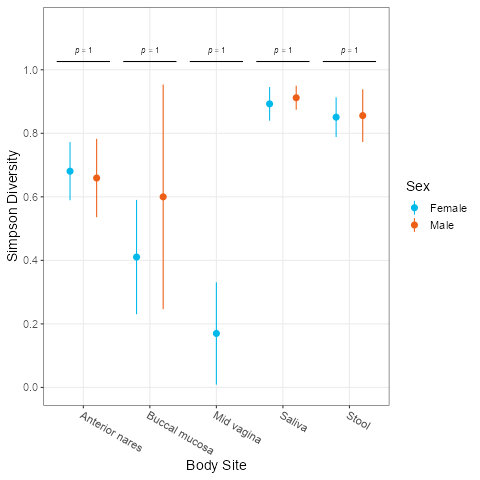 p = 1 p = 1 p = 1 p = 1 p = 1
1.0
0.8
0.6
0.4
0.2
0.0
Simpson Diversity
Anterior nares
Buccal mucosa
Mid vagina
Saliva
Stool
Body Site
Sex
Female
Male